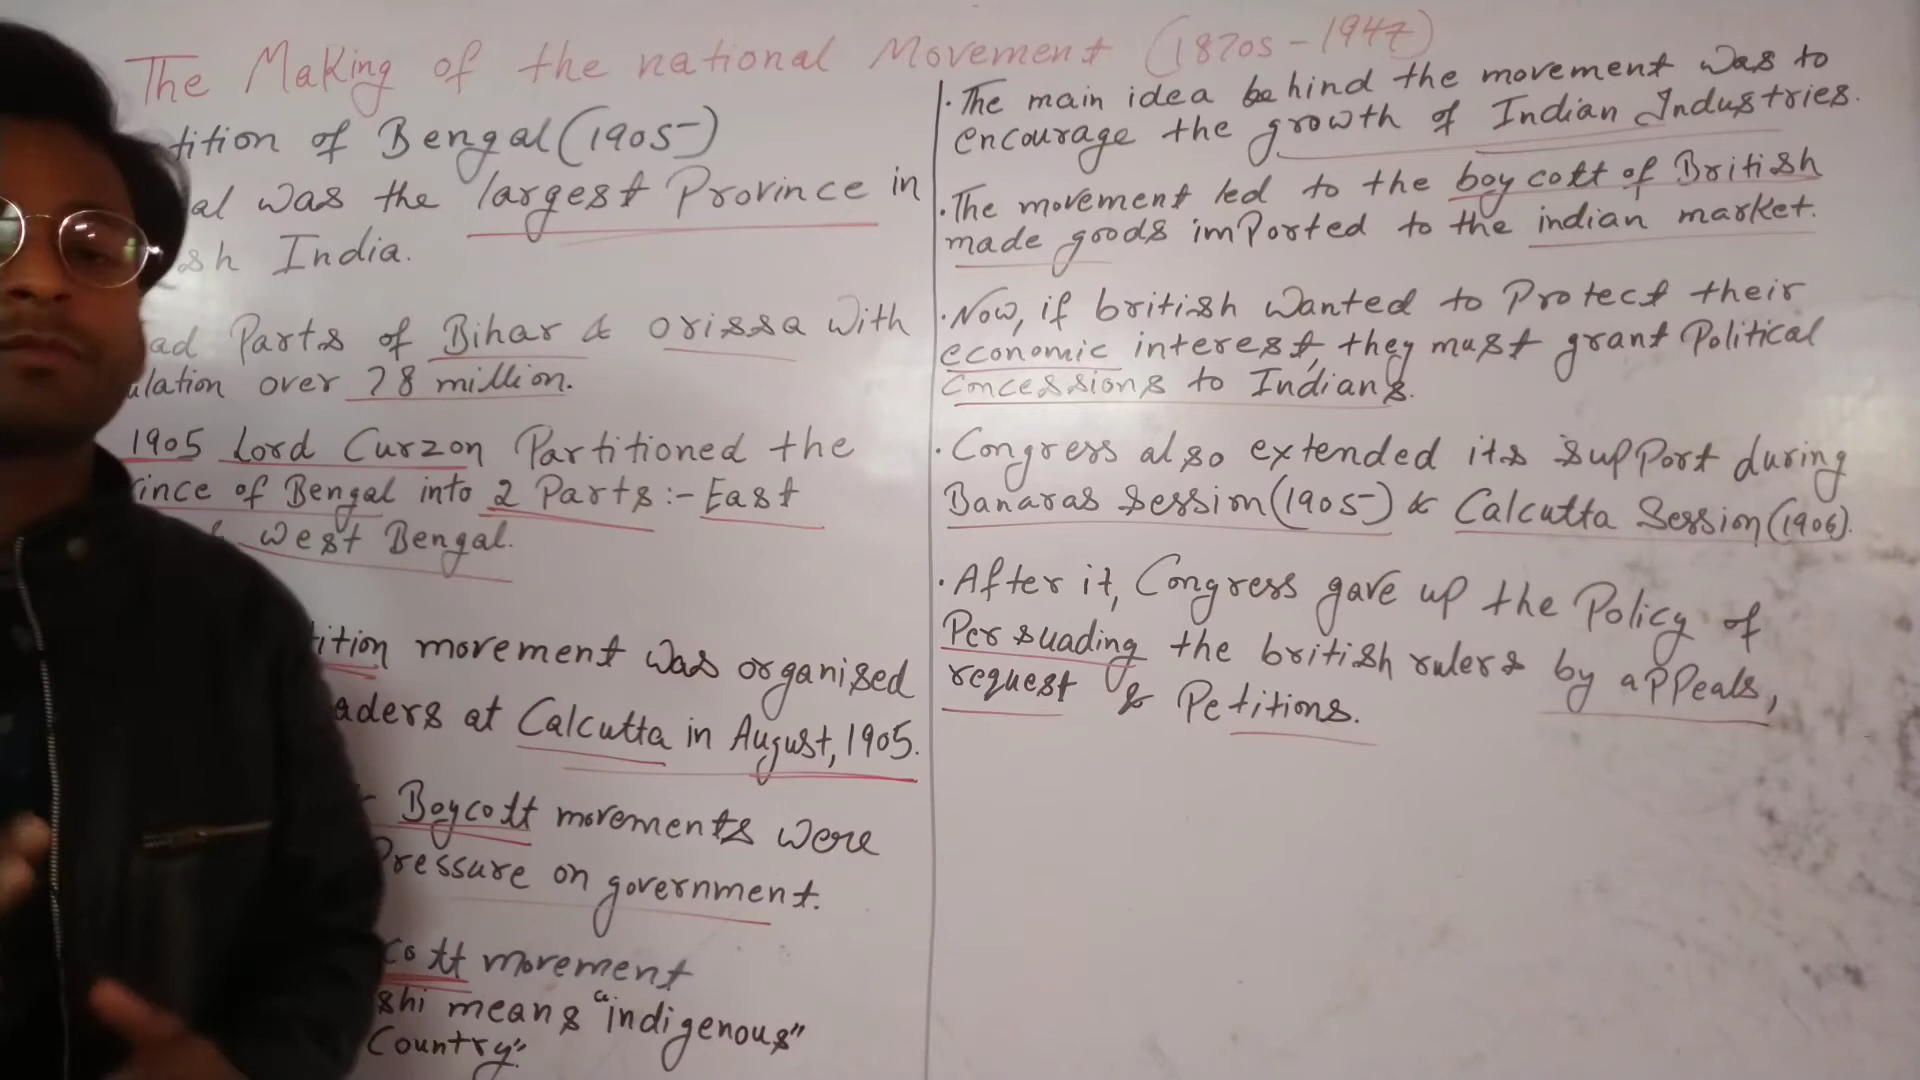 The Making of the national Movement (1870s-1947)
tition of Bengal (1905)
al was the largest Province in
sh India.
ad Parts of Bihar & orissa with
ulation over 78 million.
1905 Lord Curzon Partitioned the
ince of Bengal into 2 Parts:- East
& West Bengal.
tition movement was organised
aders at Calcutta in August, 1905.
Boycott movements were
Pressure on government.
cott movement
shi means "indigenous"
Country".
. The main idea behind the movement was to
encourage the growth of Indian Industries.
. The movement led to the boycott of British
made goods imported to the indian market.
. Now, if british wanted to Protect their
economic interest, they must grant Political
Concessions to Indians.
. Congress also extended its support during
Banaras Session (1905) & Calcutta Session (1906).
. After it, Congress gave up the Policy of
Persuading the british rulers by appeals,
request & Petitions.